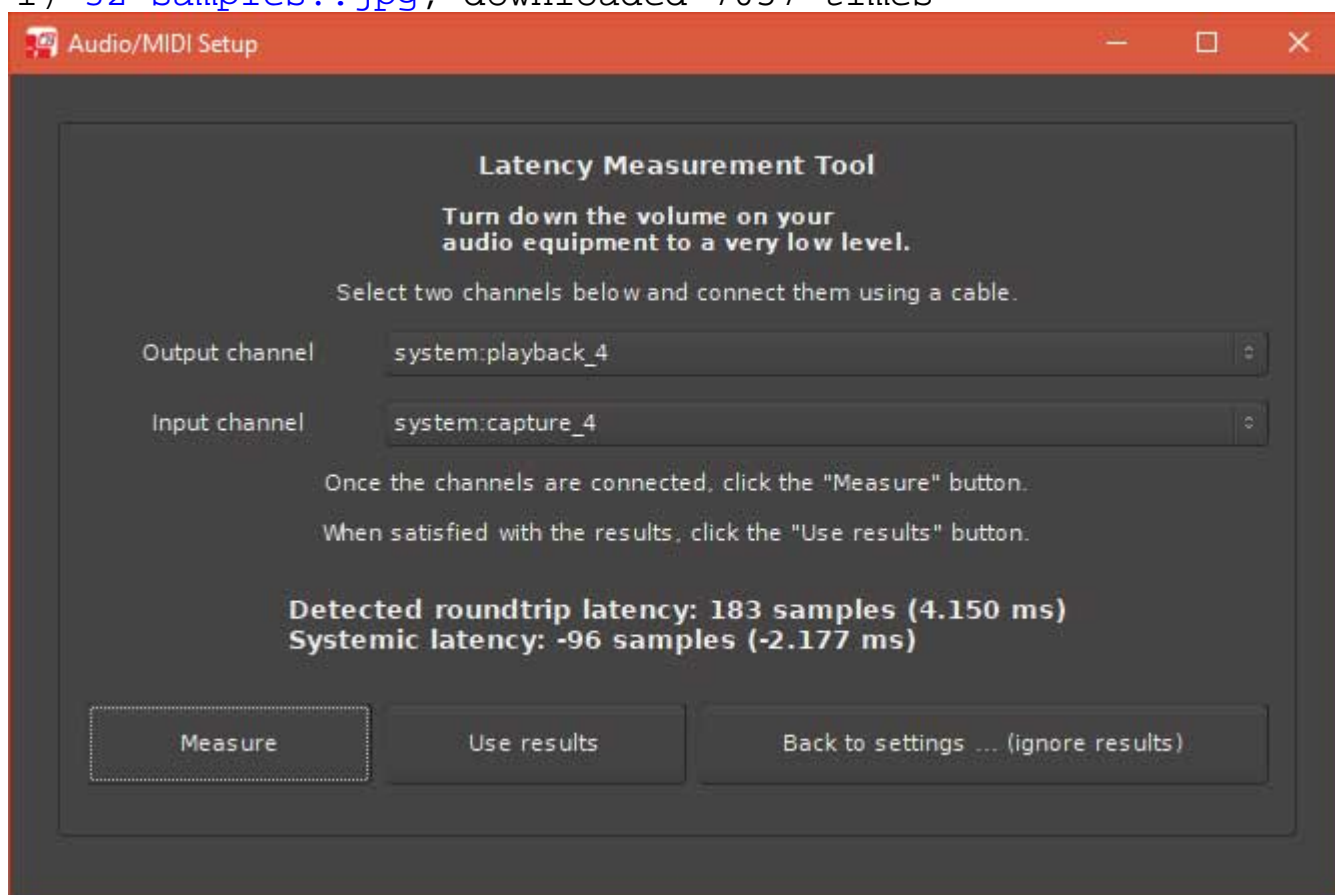 samples..jpg, downloaded times
Audio/MIDI Setup
Latency Measurement Tool
Turn down the volume on your
audio equipment to a very low level.
Select two channels below and connect them using a cable.
Output channel system:playback_4
Input channel system:capture_4
Once the channels are connected, click the "Measure" button.
When satisfied with the results, click the "Use results" button.
Detected roundtrip latency: 183 samples (4.150 ms)
Systemic latency: -96 samples (-2.177 ms)
Measure Use results Back to settings ... (ignore results)